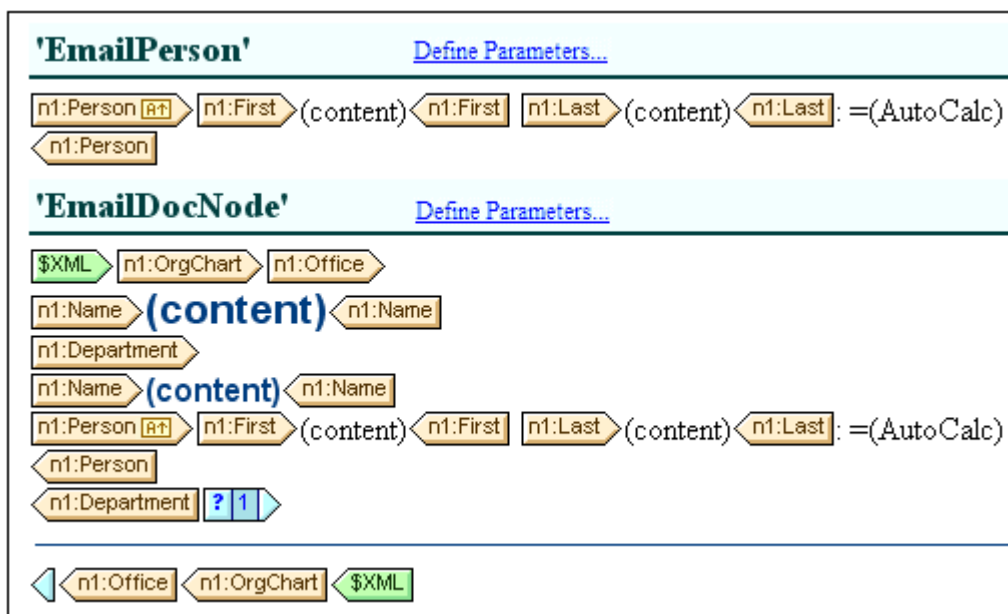 'EmailPerson' Define Parameters...
n1:Person A↑ n1:First (content) n1:First n1:Last (content) n1:Last : =(AutoCalc)
n1:Person
'EmailDocNode' Define Parameters...
$XML n1:OrgChart n1:Office
n1:Name (content) n1:Name
n1:Department
n1:Name (content) n1:Name
n1:Person A↑ n1:First (content) n1:First n1:Last (content) n1:Last : =(AutoCalc)
n1:Person
n1:Department ? 1
n1:Office n1:OrgChart $XML